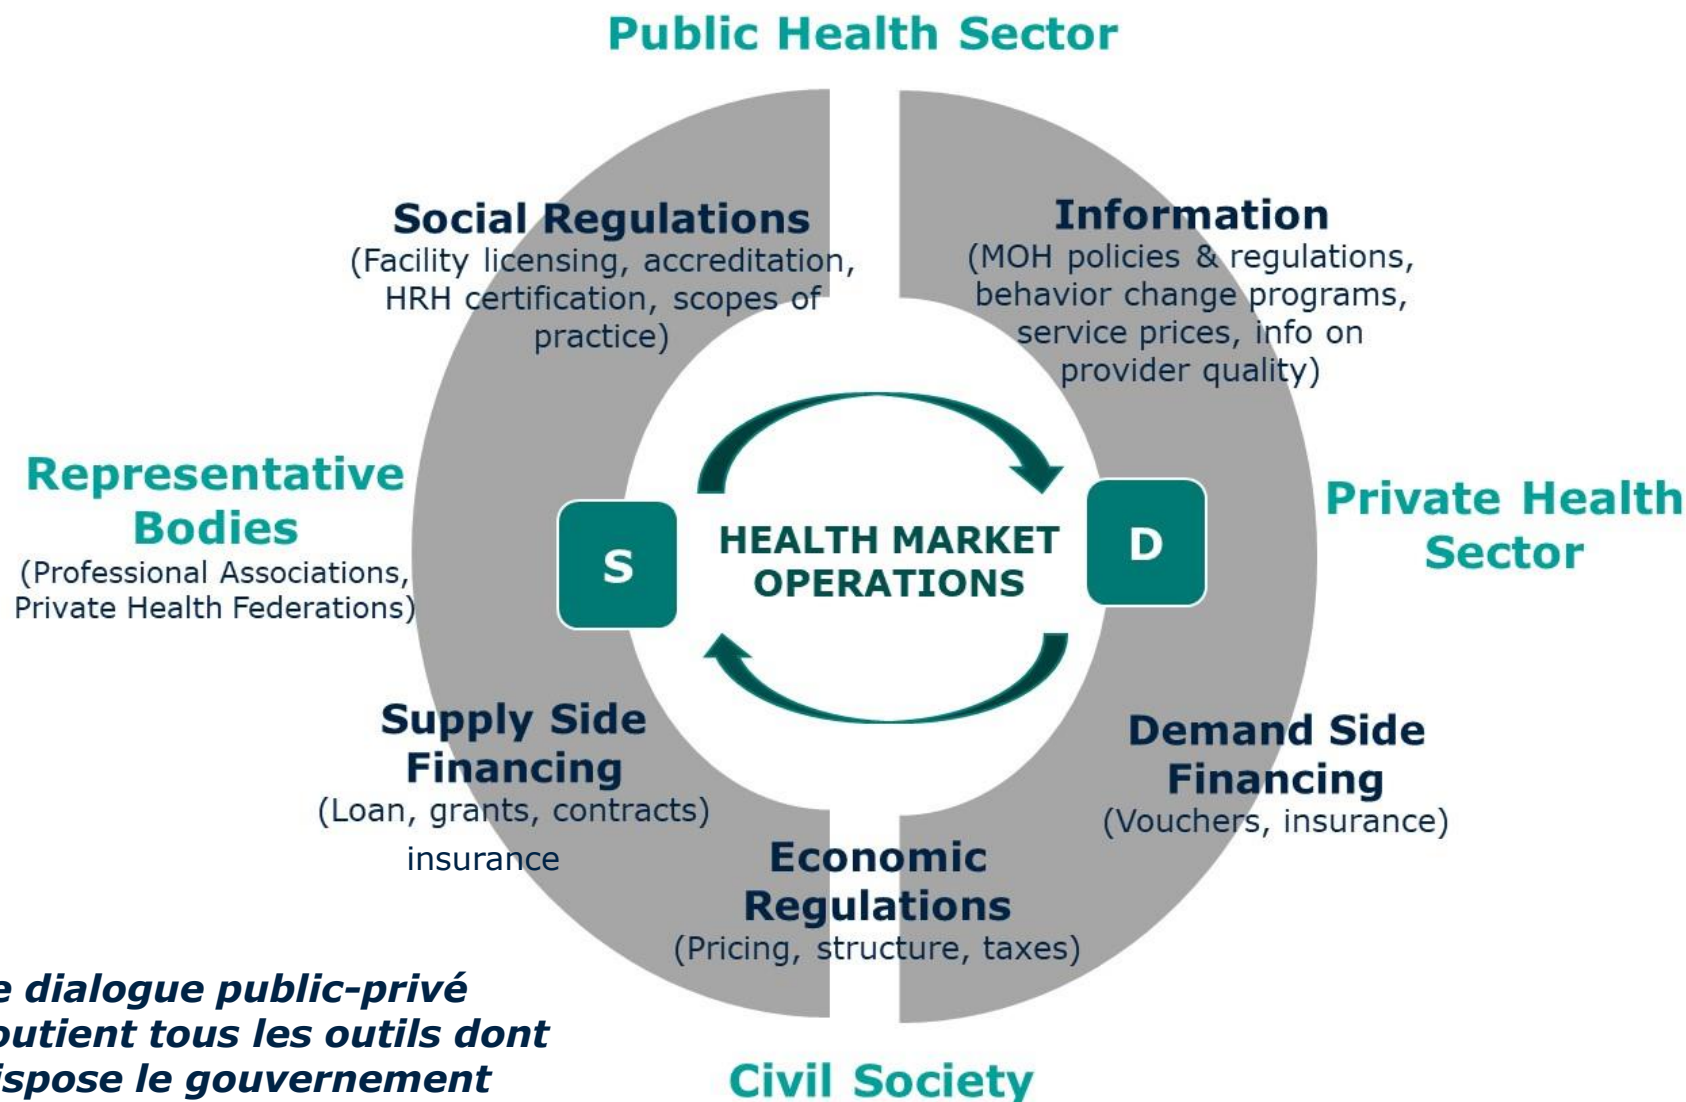 Public Health Sector
Social Regulations
(Facility licensing, accreditation,
HRH certification, scopes of
practice)
Information
(MOH policies & regulations,
behavior change programs,
service prices, info on
provider quality)
Representative
Bodies
(Professional Associations,
Private Health Federations)
S
HEALTH MARKET
OPERATIONS
D
Private Health
Sector
Supply Side
Financing
(Loan, grants, contracts)
insurance
Demand Side
Financing
(Vouchers, insurance)
Economic
Regulations
(Pricing, structure, taxes)
e dialogue public-privé
outient tous les outils dont
ispose le gouvernement
Civil Society